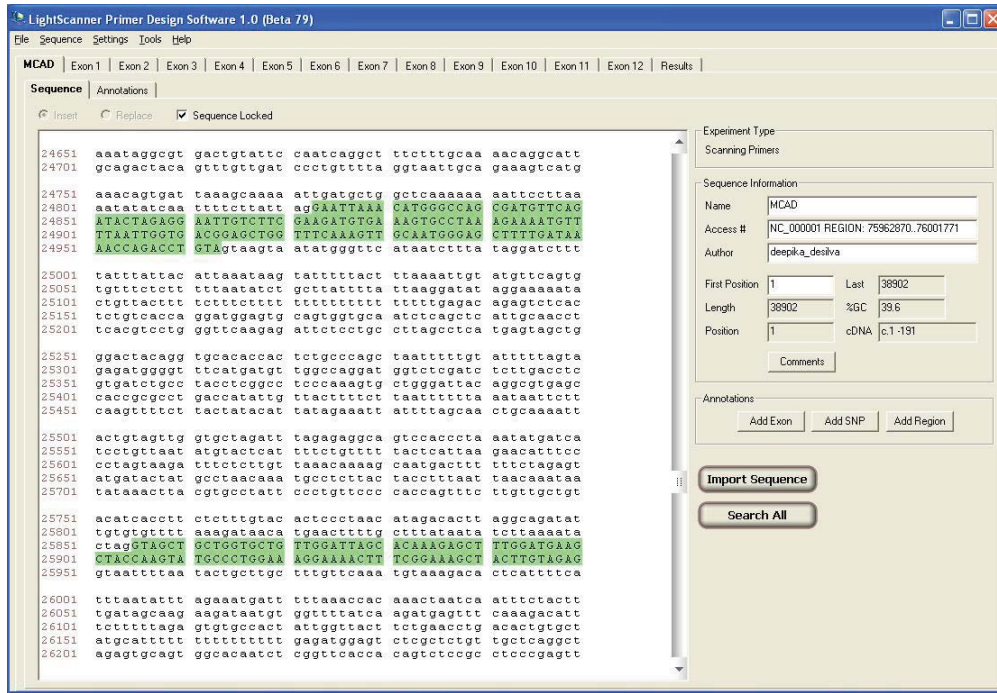 LightScanner Primer Design Software 1.0 (Beta 79)
File Sequence Settings Tools Help
MCAD Exon 1 Exon 2 Exon 3 Exon 4 Exon 5 Exon 6 Exon 7 Exon 8 Exon 9 Exon 10 Exon 11 Exon 12 Results
Sequence Annotations
Insert Replace Sequence Locked
24651 aaataggcgt gactgtattc caatcaggct ttctttgcaa aacaggcatt
24701 gcagactaca gtttgttgat ccctgtttta ggtaattgca gaaagtcatg
24751 aaacagtgat taaagcaaaa attgatgctg gctcaaaaaa aattccttaa
24801 aatatatcaa ttttcttatt agGAATTAAA CATGGGCCAG CGATGTTCAG
24851 ATACTAGAGG AATTGTCTTC GAAGATGTGA AAGTGCCTAA AGAAAATGTT
24901 TTAATTGGTG ACGGAGCTGG TTTCAAAGTT GCAATGGGAG CTTTTGATAA
24951 AACCAGACCT GTAgtaagta atatgggttc ataatcttta taggatcttt
25001 tatttattac attaaataag tatttttact tttaaaattgt atgttcagtg
25051 tgtttctctt tttaatatct gcttattttta ttaaggatat aggaaaaata
25101 ctgttacttt tctttctttt tttttttttt tttttgagac agagtctcac
25151 tctgtcacca ggatggagtg cagtggtgca atctcagctc attgcaacct
25201 tcacgtcctg gggttcaagag attctcctgc cttagcctca tgagtagctg
25251 ggactacagg tgcacaccac tctgcccagc taatttttgt atttttagta
25301 gagatggggt ttcatgatgt tggccaggat ggtctcgatc tcttgacctc
25351 gtgatctgcc tacctcggcc tcccaaagtg ctgggattac aggcgtgagc
25401 caccgcgcct gaccatattg ttacttttct taatttttta aataattctt
25451 caagttttct tactatacat tatagaaatt attttagcaa ctgcaaaatt
25501 actgtagttg gtgctagatt tagagaggca gtccacccta aatatgatca
25551 tcctgttaat atgtactcat tttctgtttt tactcattaa gaacatttcc
25601 cctagtaaga tttctcttgt taaacaaaag caatgacttt tttctagagt
25651 atgatactat gcctaacaaa tgcctcttac tacctttaat taacaaataa
25701 tataaactta cgtgcctatt ccctgttccc caccagtttc ttgttgctgt
25751 acatcacctt ctctttgtac actccctaac atagacactt aggcagatat
25801 tgtgtgtttt aaagataaca tgaacttttg ctttataata tcttaaaata
25851 ctagGTAGCT GCTGGTGCTG TTGGATTAGC ACAAAGAGCT TTGGATGAAG
25901 CTACCAAGTA TGCCCTGGAA AGGAAAACTT TCGGAAAGCT ACTTGTAGAG
25951 gtaattttaa tactgcttgc tttgttcaaa tgtaaagaca ctcattttca
26001 tttaatattt agaaatgatt tttaaaccac aaactaatca atttctactt
26051 tgatagcaag aagataatgt ggttttatca agatgagttt caaagacatt
26101 tctttttaga gtgtgccact atggttactt tctgaacctg acactgtgct
26151 atgcattttt tttttttttt gagatggagt ctcgctctgt tgctcaggct
26201 agagtgcagt ggcacaatct cggttcacca cagtctccgc ctcccgagtt
Experiment Type
Scanning Primers
Sequence Information
Name MCAD
Access # NC_000001 REGION: 75962870..76001771
Author deepika_desilva
First Position 1 Last 38902
Length 38902 %GC 39.6
Position 1 cDNA c.1 -191
Comments
Annotations
Add Exon Add SNP Add Region
Import Sequence
Search All